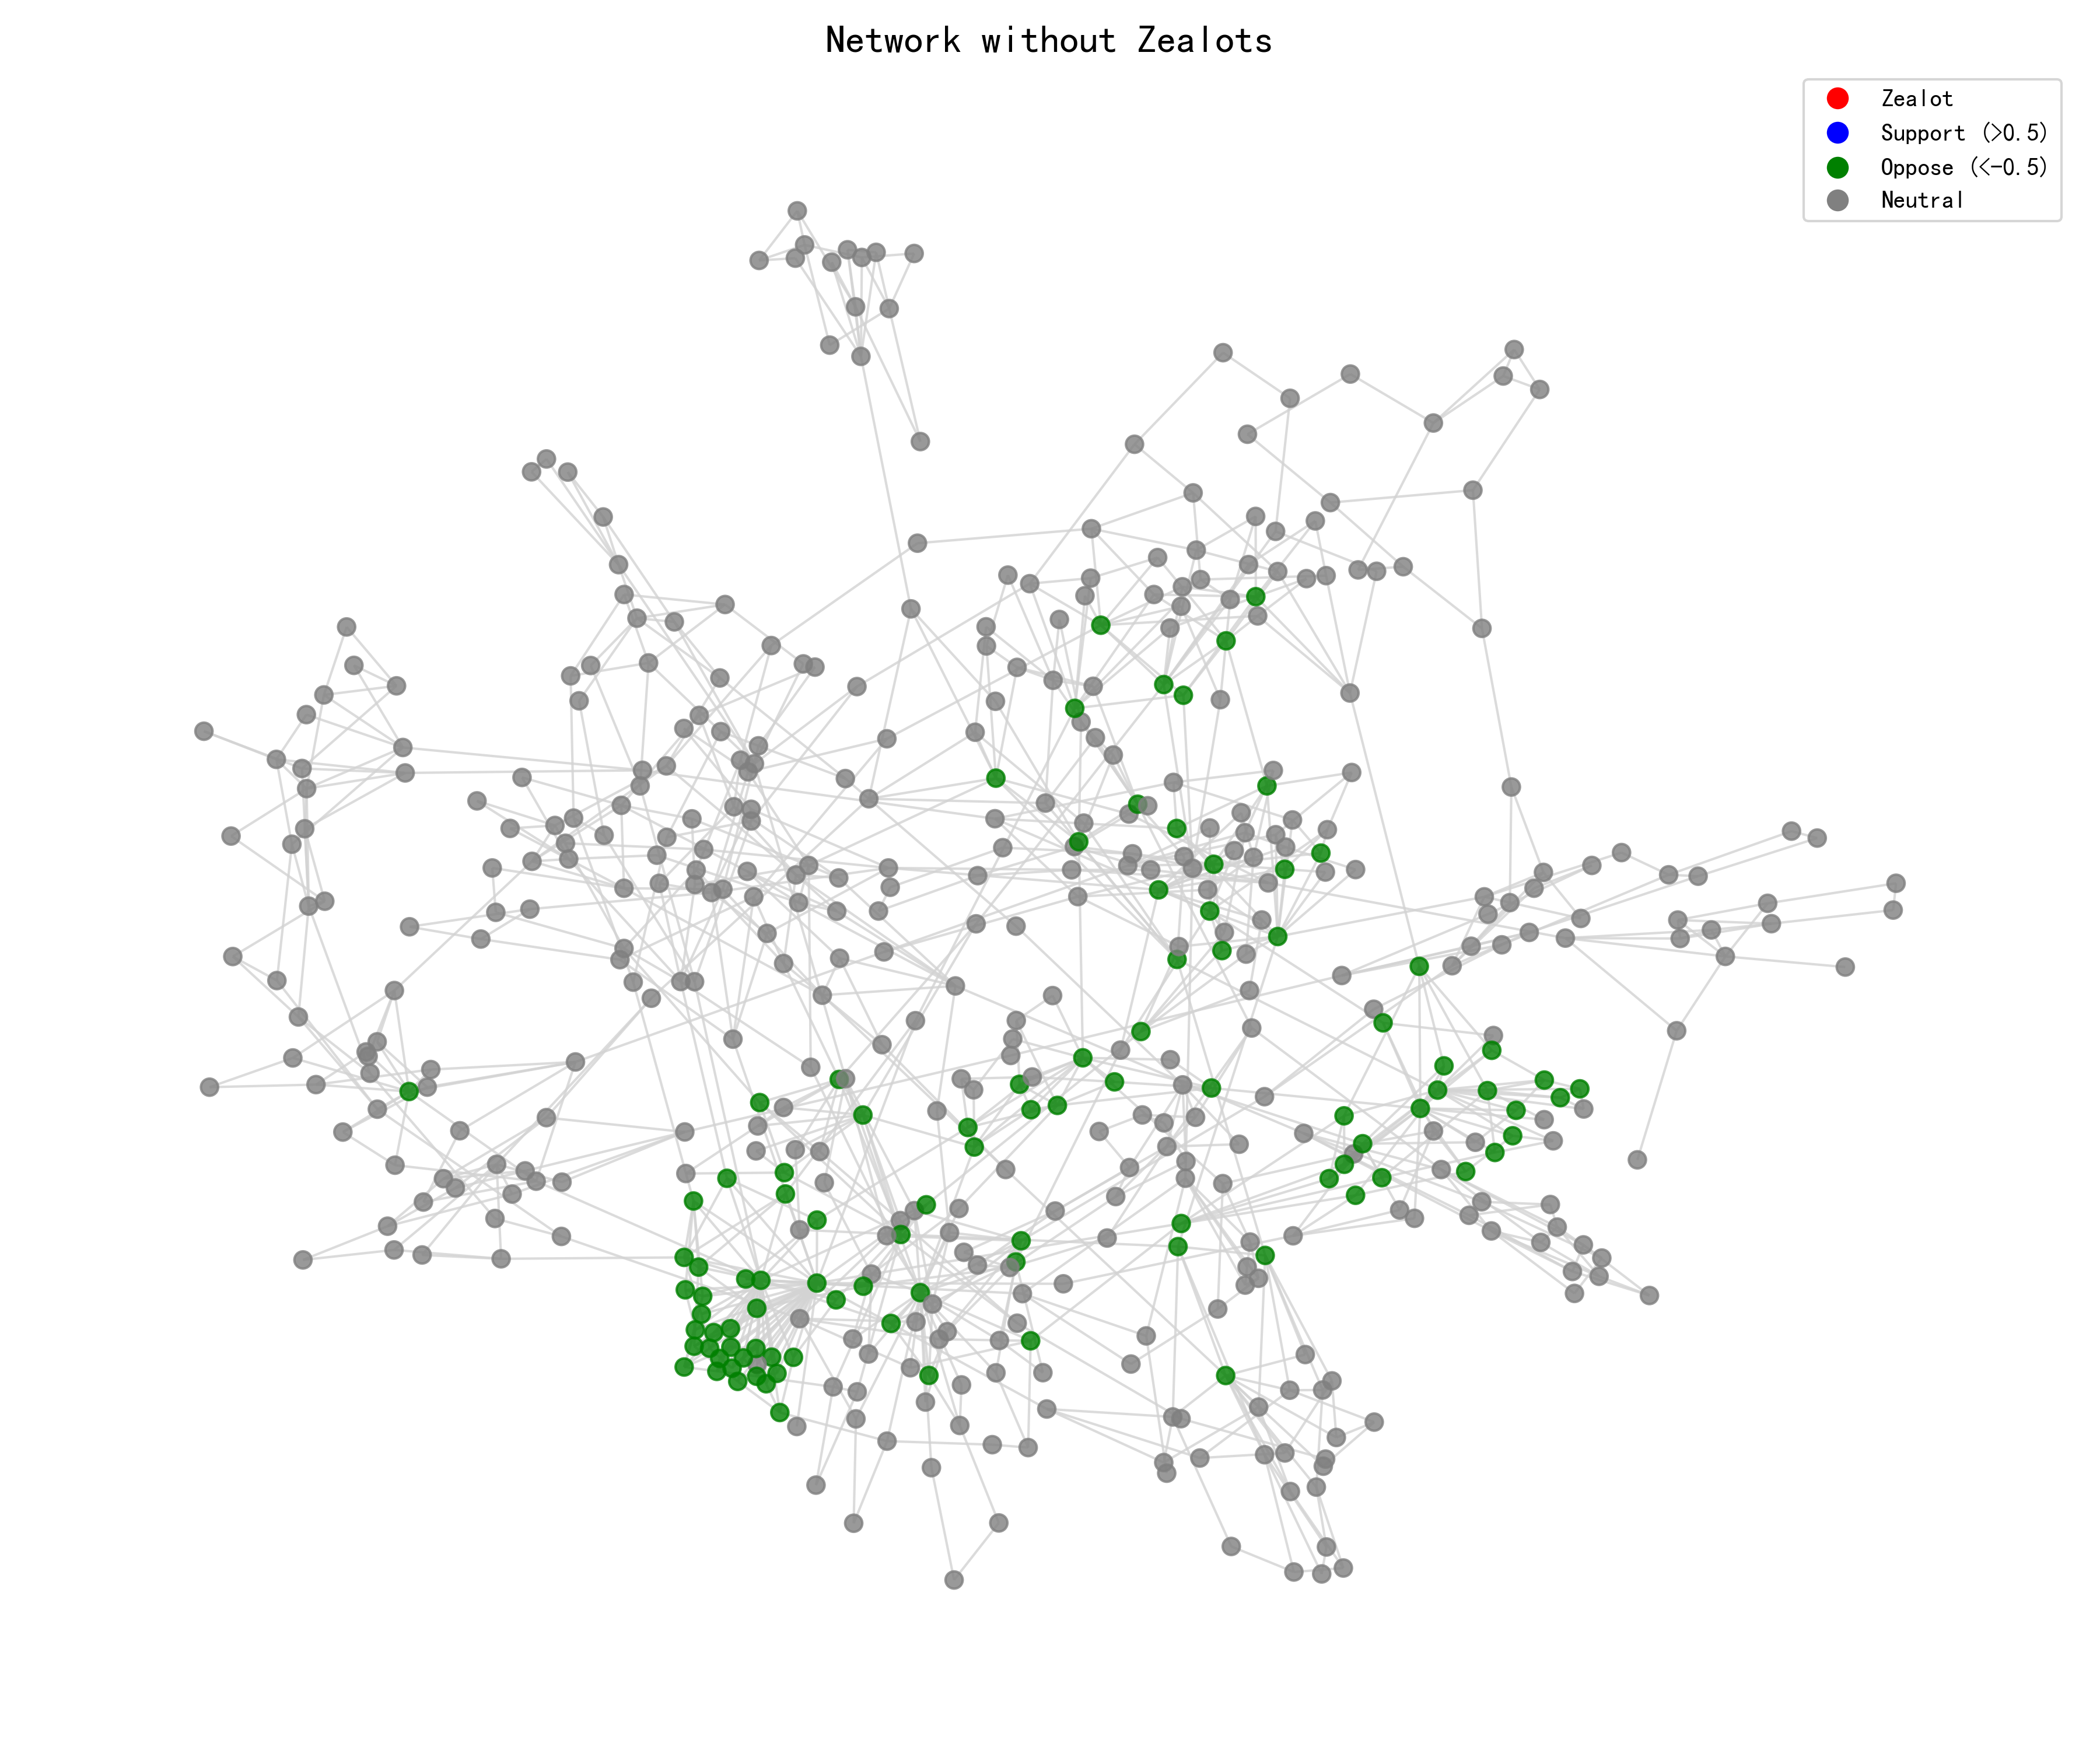 Network without Zealots
Zealot
Support (>0.5)
Oppose (<-0.5)
Neutral